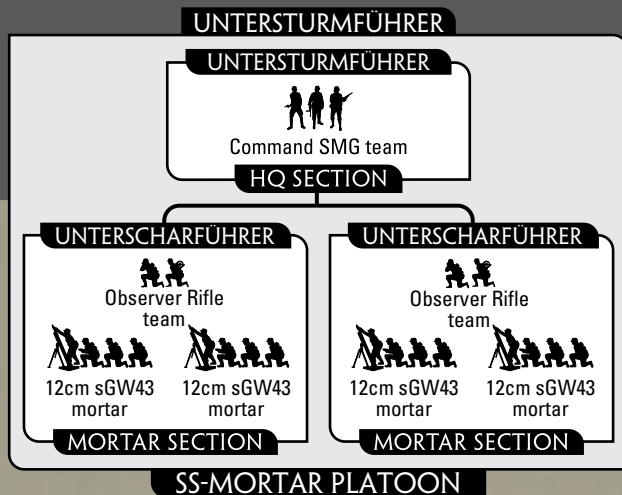 UNTERSTURMFÜHRER
UNTERSTURMFÜHRER
Command SMG team
HQ SECTION
UNTERSCHARFÜHRER
Observer Rifle
team
12cm sGW43
mortar
12cm sGW43
mortar
MORTAR SECTION
UNTERSCHARFÜHRER
Observer Rifle
team
12cm sGW43
mortar
12cm sGW43
mortar
MORTAR SECTION
SS-MORTAR PLATOON